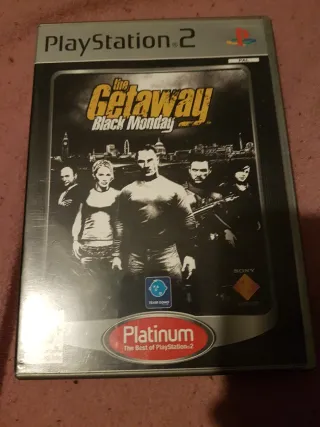 PlayStation®2
PAL
the
Getaway
Black Monday
SONY
Platinum
The Best of PlayStation®2